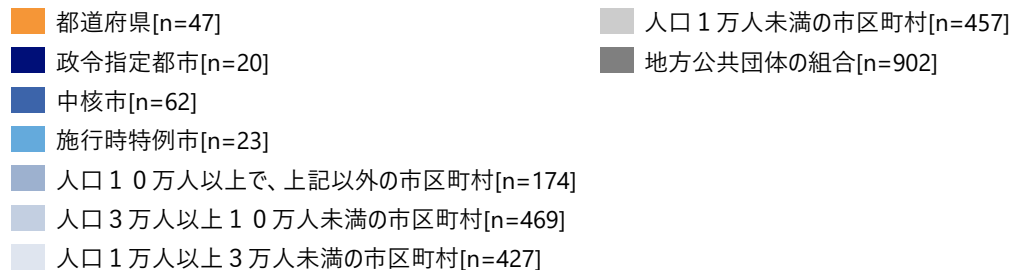 都道府県[n=47]
政令指定都市[n=20]
中核市[n=62]
施行時特例市[n=23]
人口１０万人以上で、上記以外の市区町村[n=174]
人口３万人以上１０万人未満の市区町村[n=469]
人口１万人以上３万人未満の市区町村[n=427]
人口１万人未満の市区町村[n=457]
地方公共団体の組合[n=902]